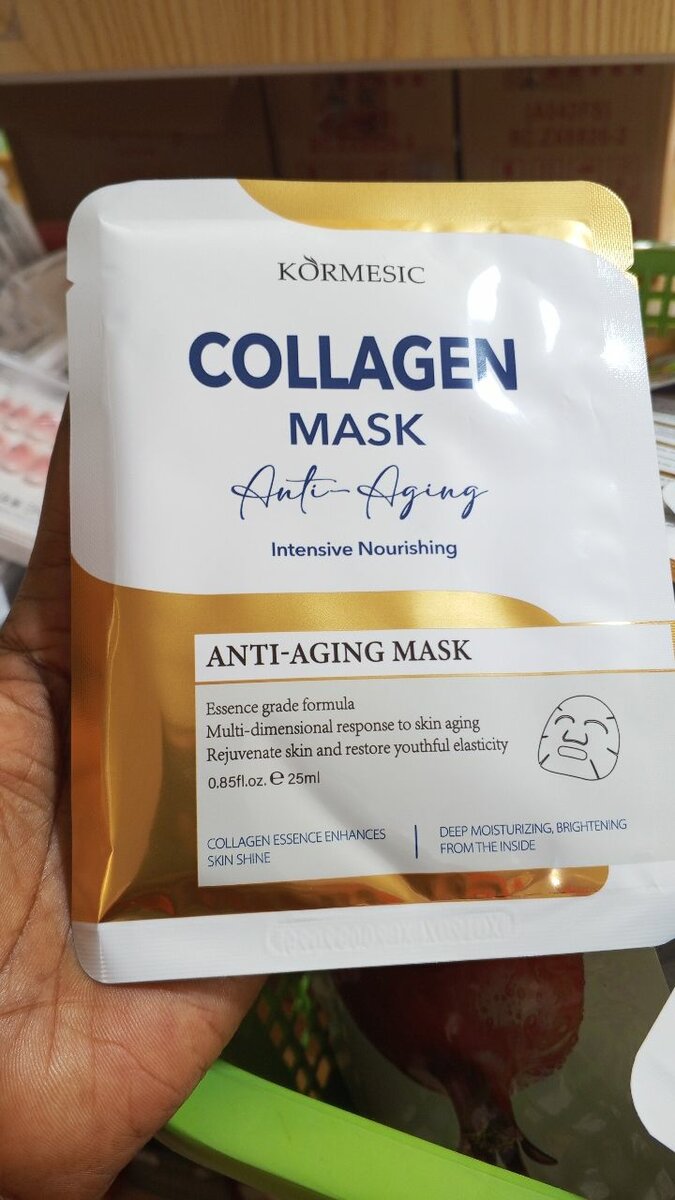 KORMESIC
COLLAGEN
MASK
Anti-Aging
Intensive Nourishing
ANTI-AGING MASK
Essence grade formula
Multi-dimensional response to skin aging
Rejuvenate skin and restore youthful elasticity
0.85fl.oz. ℮ 25ml
COLLAGEN ESSENCE ENHANCES
SKIN SHINE
DEEP MOISTURIZING, BRIGHTENING
FROM THE INSIDE